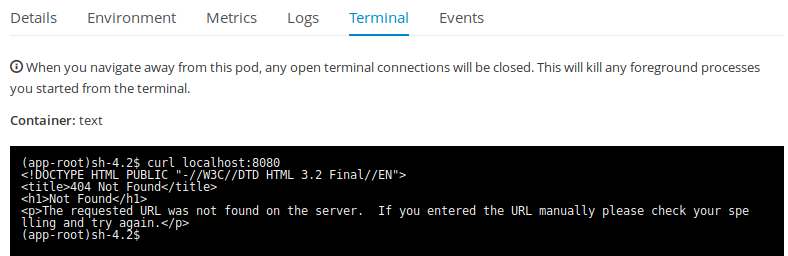 Details Environment Metrics Logs Terminal Events
When you navigate away from this pod, any open terminal connections will be closed. This will kill any foreground processes
you started from the terminal.
Container: text
(app-root)sh-4.2$ curl localhost:8080
<!DOCTYPE HTML PUBLIC "-//W3C//DTD HTML 3.2 Final//EN">
<title>404 Not Found</title>
<h1>Not Found</h1>
<p>The requested URL was not found on the server.  If you entered the URL manually please check your spe
lling and try again.</p>
(app-root)sh-4.2$